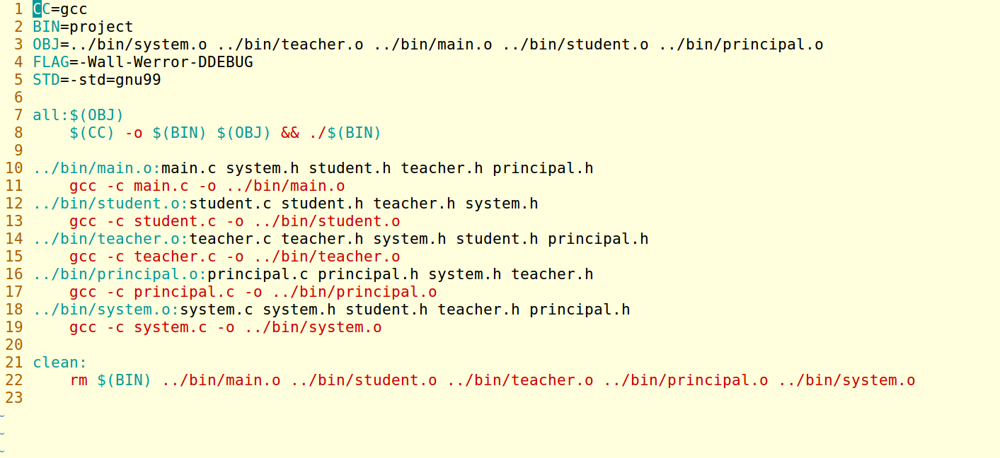 1 CC=gcc
2 BIN=project
3 OBJ=../bin/system.o ../bin/teacher.o ../bin/main.o ../bin/student.o ../bin/principal.o
4 FLAG=-Wall-Werror-DDEBUG
5 STD=-std=gnu99
6
7 all:$(OBJ)
8     $(CC) -o $(BIN) $(OBJ) && ./$(BIN)
9
10 ../bin/main.o:main.c system.h student.h teacher.h principal.h
11     gcc -c main.c -o ../bin/main.o
12 ../bin/student.o:student.c student.h teacher.h system.h
13     gcc -c student.c -o ../bin/student.o
14 ../bin/teacher.o:teacher.c teacher.h system.h student.h principal.h
15     gcc -c teacher.c -o ../bin/teacher.o
16 ../bin/principal.o:principal.c principal.h system.h teacher.h
17     gcc -c principal.c -o ../bin/principal.o
18 ../bin/system.o:system.c system.h student.h teacher.h principal.h
19     gcc -c system.c -o ../bin/system.o
20
21 clean:
22     rm $(BIN) ../bin/main.o ../bin/student.o ../bin/teacher.o ../bin/principal.o ../bin/system.o
23
~
~
~